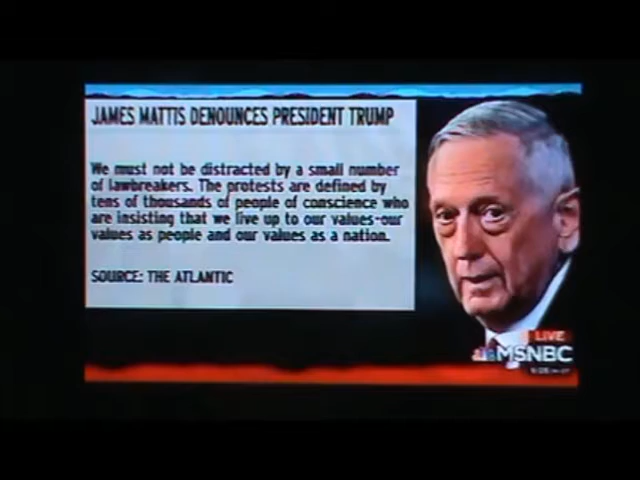 JAMES MATTIS DENOUNCES PRESIDENT TRUMP
We must not be distracted by a small number
of lawbreakers. The protests are defined by
tens of thousands of people of conscience who
are insisting that we live up to our values-our
values as people and our values as a nation.
SOURCE: THE ATLANTIC
LIVE
MSNBC